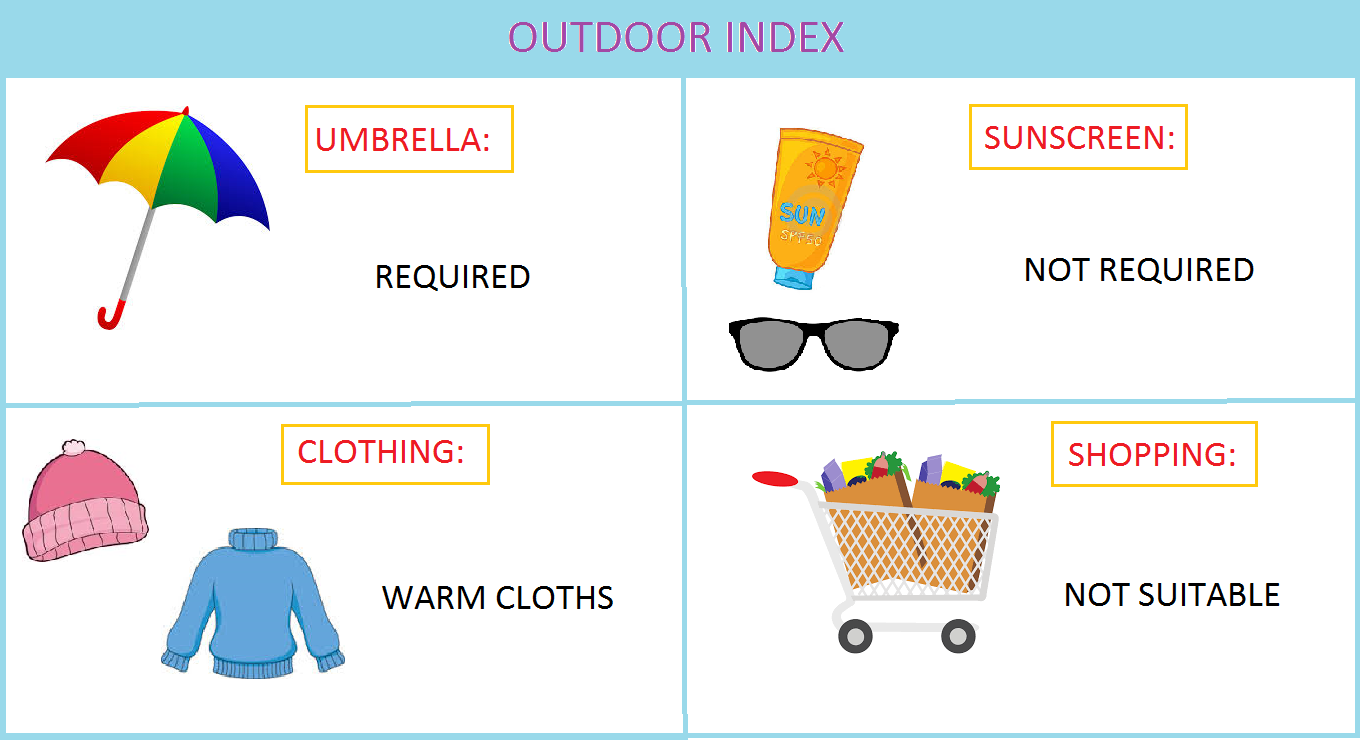 OUTDOOR INDEX
UMBRELLA:
REQUIRED
SUNSCREEN:
SUN
SPF50
NOT REQUIRED
CLOTHING:
WARM CLOTHS
SHOPPING:
NOT SUITABLE